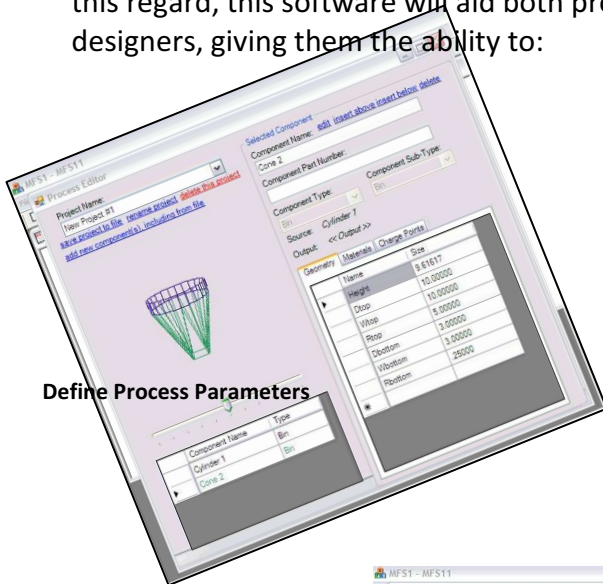 this regard, this software will aid both pro
designers, giving them the ability to:
MFS1 - MFS11
Process Editor
Project Name:
New Project #1
save project to file rename project delete this project
add new component(s), including from file
Selected Component
Component Name: edit insert above insert below delete
Cone 2
Component Part Number:
Component Type: Component Sub-Type:
Bin Bin
Source: Cylinder 1
Output: << Output >>
Geometry Materials Charge Points
Name Size
Height 9.61617
Dtop 10.00000
Wtop 10.00000
Rtop 5.00000
Dbottom 3.00000
Wbottom 3.00000
Rbottom .25000
Define Process Parameters
Component Name Type
Cylinder 1 Bin
Cone 2 Bin
MFS1 - MFS11